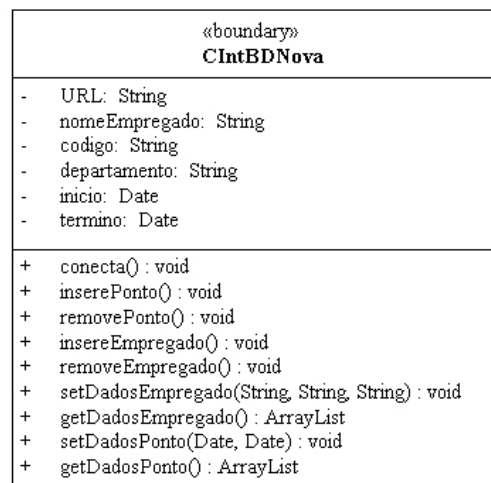 «boundary»
CIntBDNova
- URL: String
- nomeEmpregado: String
- codigo: String
- departamento: String
- inicio: Date
- termino: Date
+ conecta() : void
+ inserePonto() : void
+ removePonto() : void
+ insereEmpregado() : void
+ removeEmpregado() : void
+ setDadosEmpregado(String, String, String) : void
+ getDadosEmpregado() : ArrayList
+ setDadosPonto(Date, Date) : void
+ getDadosPonto() : ArrayList